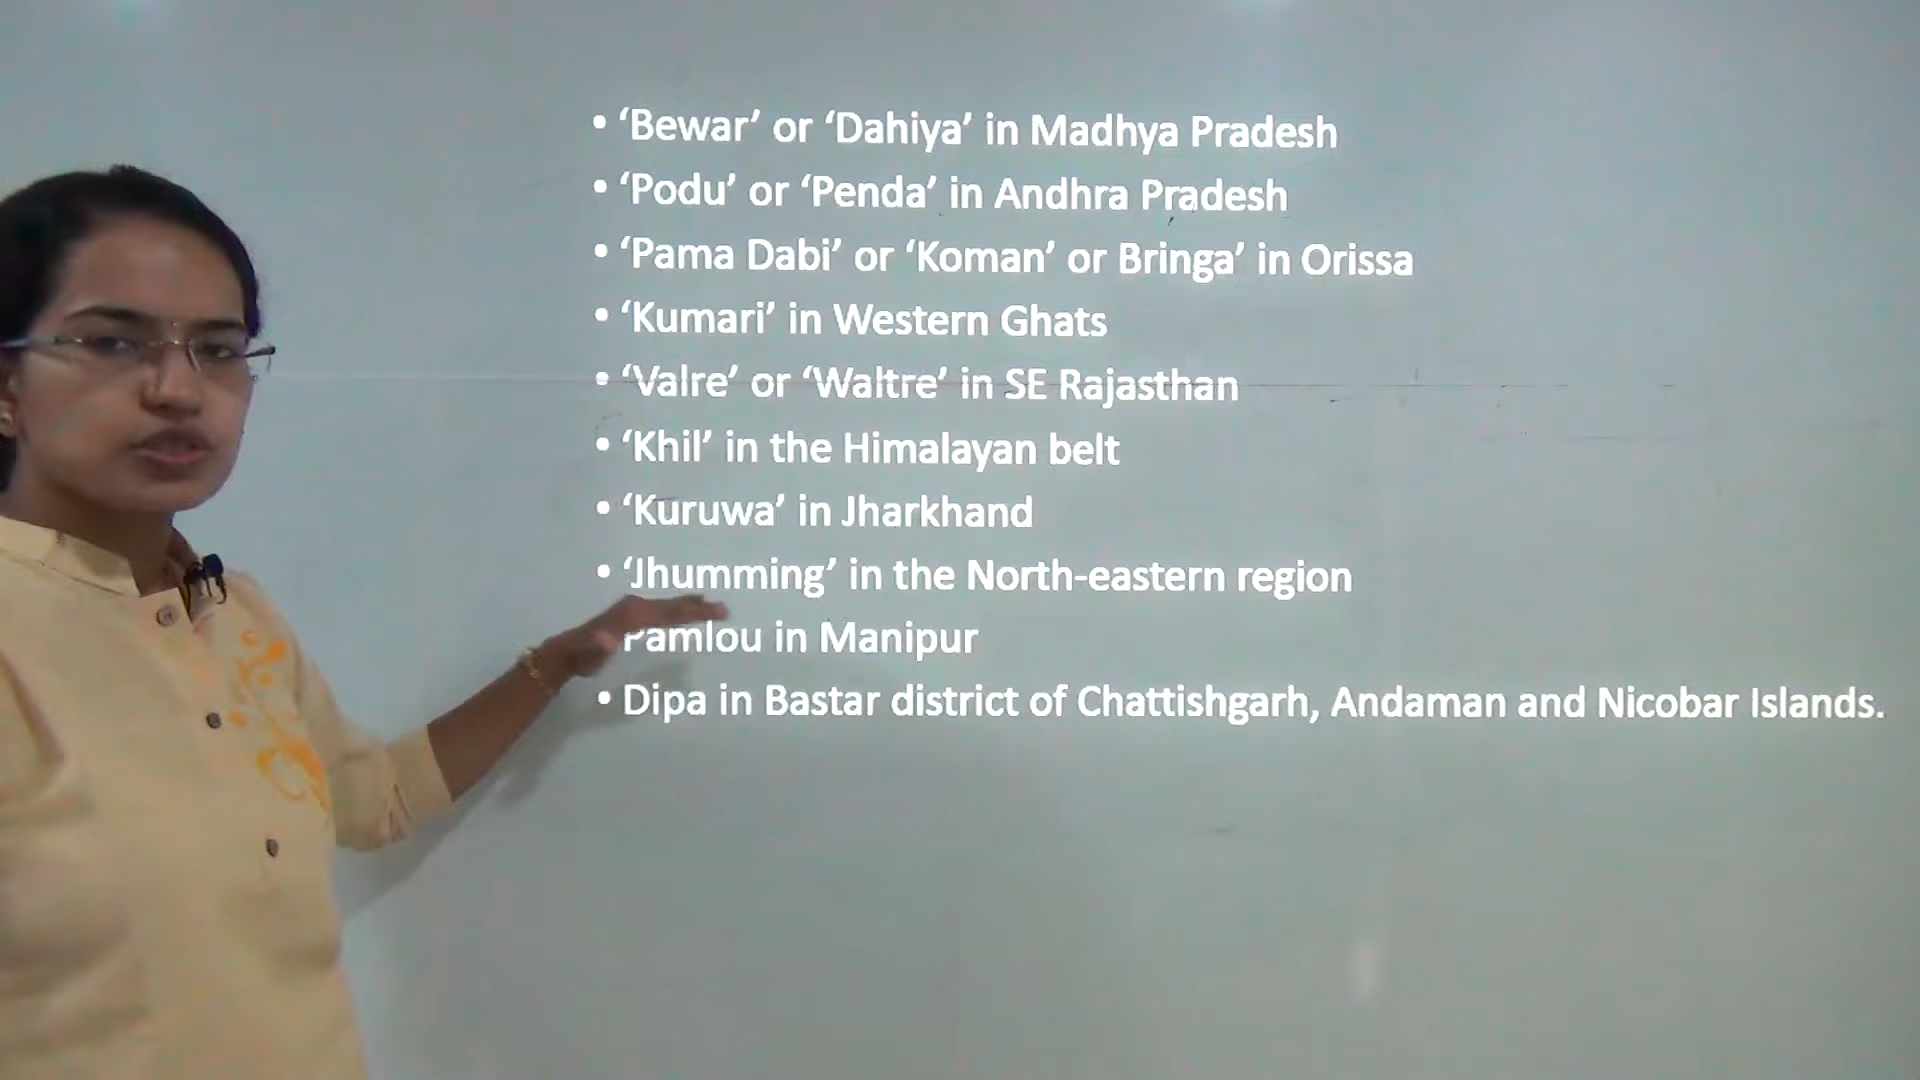 • ‘Bewar’ or ‘Dahiya’ in Madhya Pradesh
• ‘Podu’ or ‘Penda’ in Andhra Pradesh
• ‘Pama Dabi’ or ‘Koman’ or Bringa’ in Orissa
• ‘Kumari’ in Western Ghats
• ‘Valre’ or ‘Waltre’ in SE Rajasthan
• ‘Khil’ in the Himalayan belt
• ‘Kuruwa’ in Jharkhand
• ‘Jhumming’ in the North-eastern region
Pamlou in Manipur
• Dipa in Bastar district of Chattishgarh, Andaman and Nicobar Islands.